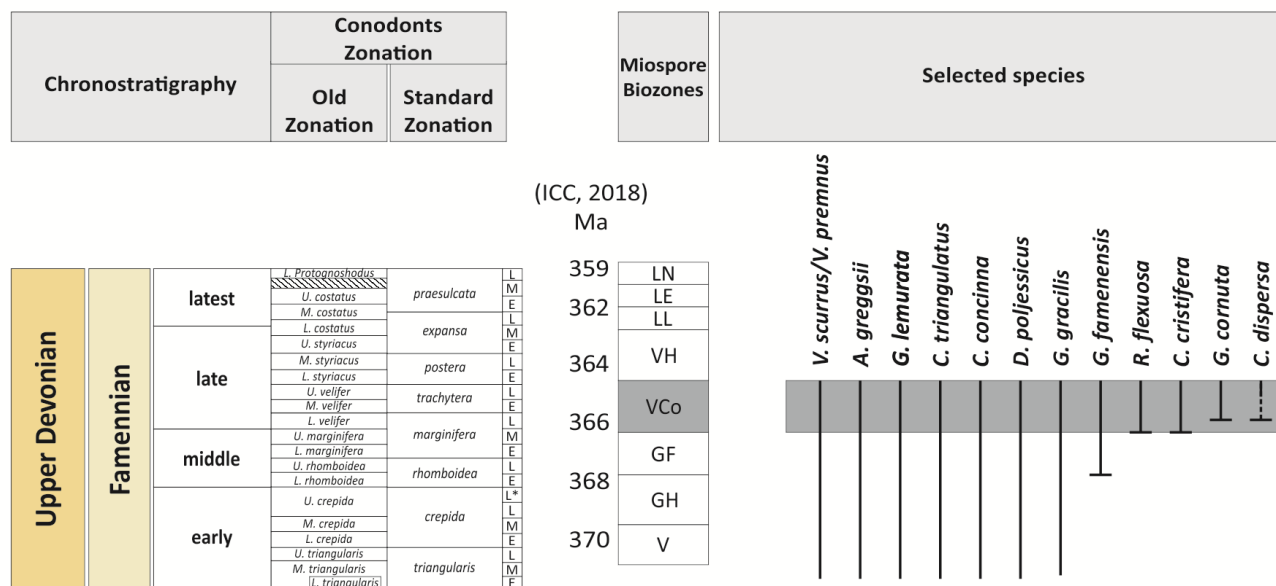 Chronostratigraphy
Conodonts
Zonation
Old
Zonation
Standard
Zonation
Miospore
Biozones
Selected species
(ICC, 2018)
Ma
V. scurrus/V. premnus
A. greggsii
G. lemurata
C. triangulatus
C. concinna
D. poljessicus
G. gracilis
G. famenensis
R. flexuosa
C. cristifera
G. cornuta
C. dispersa
Upper Devonian
Famennian
latest
late
middle
early
L. Protognoshodus
U. costatus
M. costatus
L. costatus
U. styriacus
M. styriacus
L. styriacus
U. velifer
M. velifer
L. velifer
U. marginifera
L. marginifera
U. rhomboidea
L. rhomboidea
U. crepida
M. crepida
L. crepida
U. triangularis
M. triangularis
L. triangularis
praesulcata
expansa
postera
trachytera
marginifera
rhomboidea
crepida
triangularis
L
M
E
L
M
E
L
E
L
E
L
M
E
L
E
L*
L
M
E
L
M
E
359
362
364
366
368
370
LN
LE
LL
VH
VCo
GF
GH
V